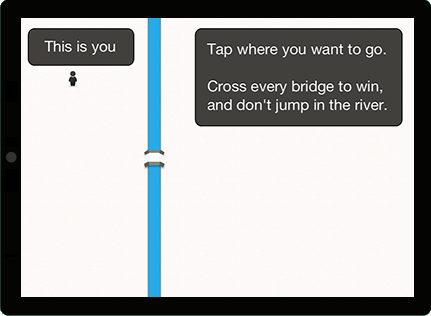 This is you
Tap where you want to go.
Cross every bridge to win,
and don't jump in the river.